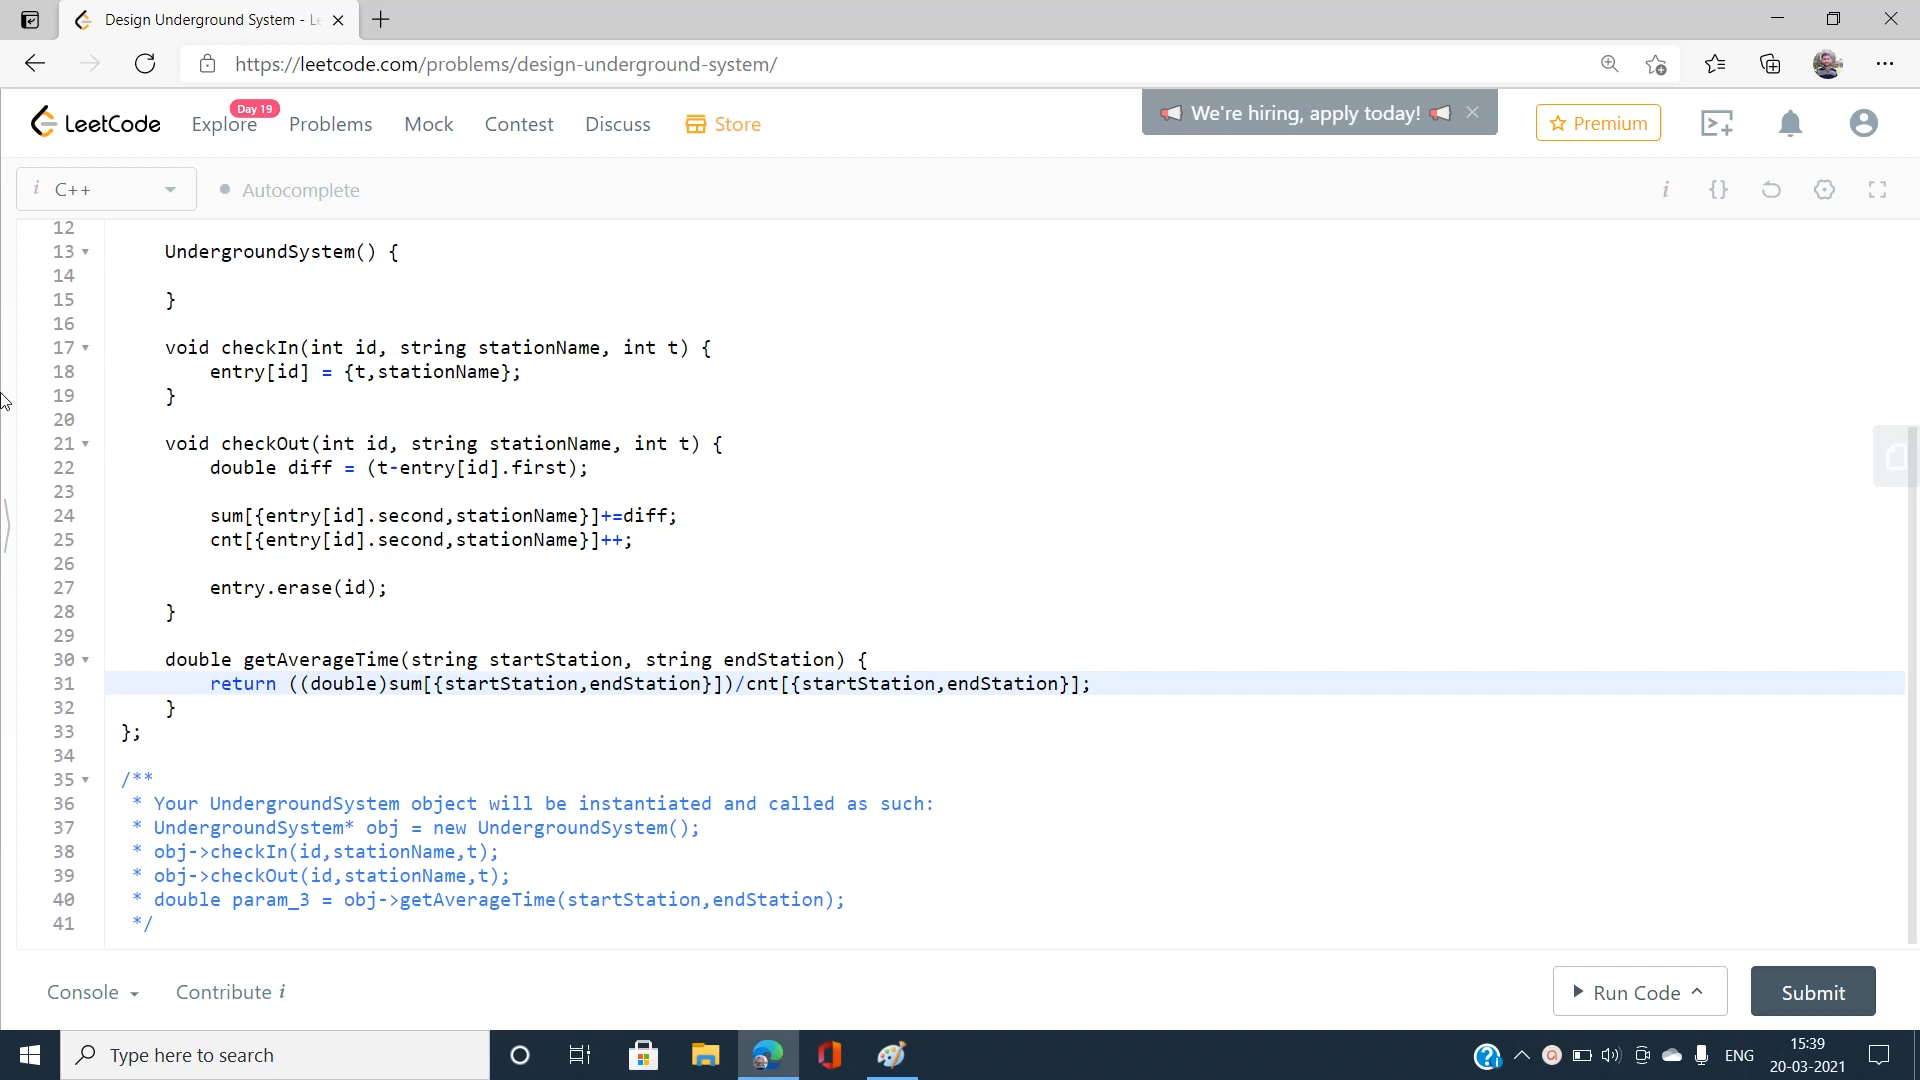 Design Underground System - Le
https://leetcode.com/problems/design-underground-system/
LeetCode
Explore
Day 19
Problems
Mock
Contest
Discuss
Store
We're hiring, apply today!
Premium
i C++
Autocomplete
i {}
12
13 UndergroundSystem() {
14
15 }
16
17 void checkIn(int id, string stationName, int t) {
18 entry[id] = {t,stationName};
19 }
20
21 void checkOut(int id, string stationName, int t) {
22 double diff = (t-entry[id].first);
23
24 sum[{entry[id].second,stationName}]+=diff;
25 cnt[{entry[id].second,stationName}]++;
26
27 entry.erase(id);
28 }
29
30 double getAverageTime(string startStation, string endStation) {
31 return ((double)sum[{startStation,endStation}])/cnt[{startStation,endStation}];
32 }
33 };
34
35 /**
36 * Your UndergroundSystem object will be instantiated and called as such:
37 * UndergroundSystem* obj = new UndergroundSystem();
38 * obj->checkIn(id,stationName,t);
39 * obj->checkOut(id,stationName,t);
40 * double param_3 = obj->getAverageTime(startStation,endStation);
41 */
Console
Contribute i
Run Code
Submit
Type here to search
ENG
15:39
20-03-2021